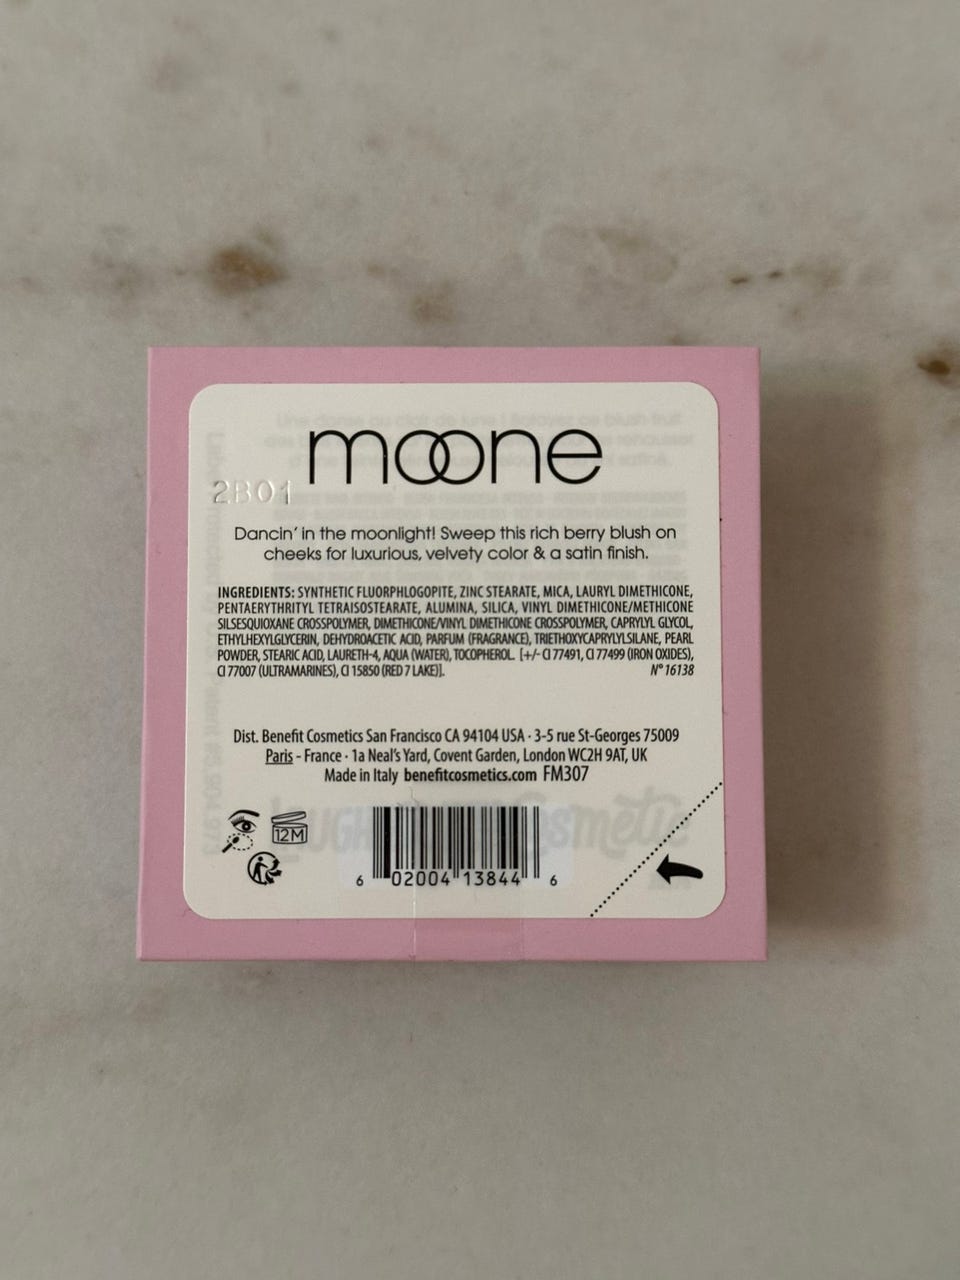 moone
2B01
Dancin' in the moonlight! Sweep this rich berry blush on
cheeks for luxurious, velvety color & a satin finish.
INGREDIENTS: SYNTHETIC FLUORPHLOGOPITE, ZINC STEARATE, MICA, LAURYL DIMETHICONE,
PENTAERYTHRITYL TETRAISOSTEARATE, ALUMINA, SILICA, VINYL DIMETHICONE/METHICONE
SILSESQUIOXANE CROSSPOLYMER, DIMETHICONE/VINYL DIMETHICONE CROSSPOLYMER, CAPRYLYL GLYCOL,
ETHYLHEXYLGLYCERIN, DEHYDROACETIC ACID, PARFUM (FRAGRANCE), TRIETHOXYCAPRYLYLSILANE, PEARL
POWDER, STEARIC ACID, LAURETH-4, AQUA (WATER), TOCOPHEROL. [+/- CI 77491, CI 77499 (IRON OXIDES),
CI 77007 (ULTRAMARINES), CI 15850 (RED 7 LAKE)]. N° 16138
Dist. Benefit Cosmetics San Francisco CA 94104 USA · 3-5 rue St-Georges 75009
Paris - France · 1a Neal's Yard, Covent Garden, London WC2H 9AT, UK
Made in Italy benefitcosmetics.com FM307
12M
6 02004 13844 6